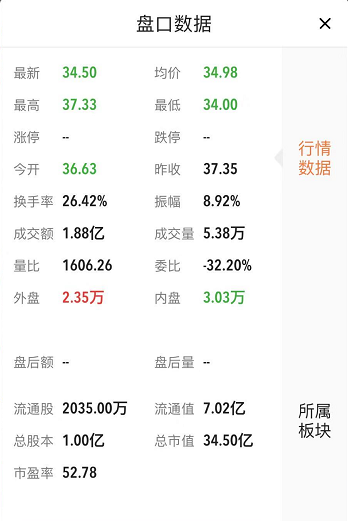 盘口数据 ×
最新 34.50 均价 34.98
最高 37.33 最低 34.00
涨停 -- 跌停 --
今开 36.63 昨收 37.35
换手率 26.42% 振幅 8.92%
成交额 1.88亿 成交量 5.38万
量比 1606.26 委比 -32.20%
外盘 2.35万 内盘 3.03万
盘后额 -- 盘后量 --
流通股 2035.00万 流通值 7.02亿
总股本 1.00亿 总市值 34.50亿
市盈率 52.78
行情
数据
所属
板块